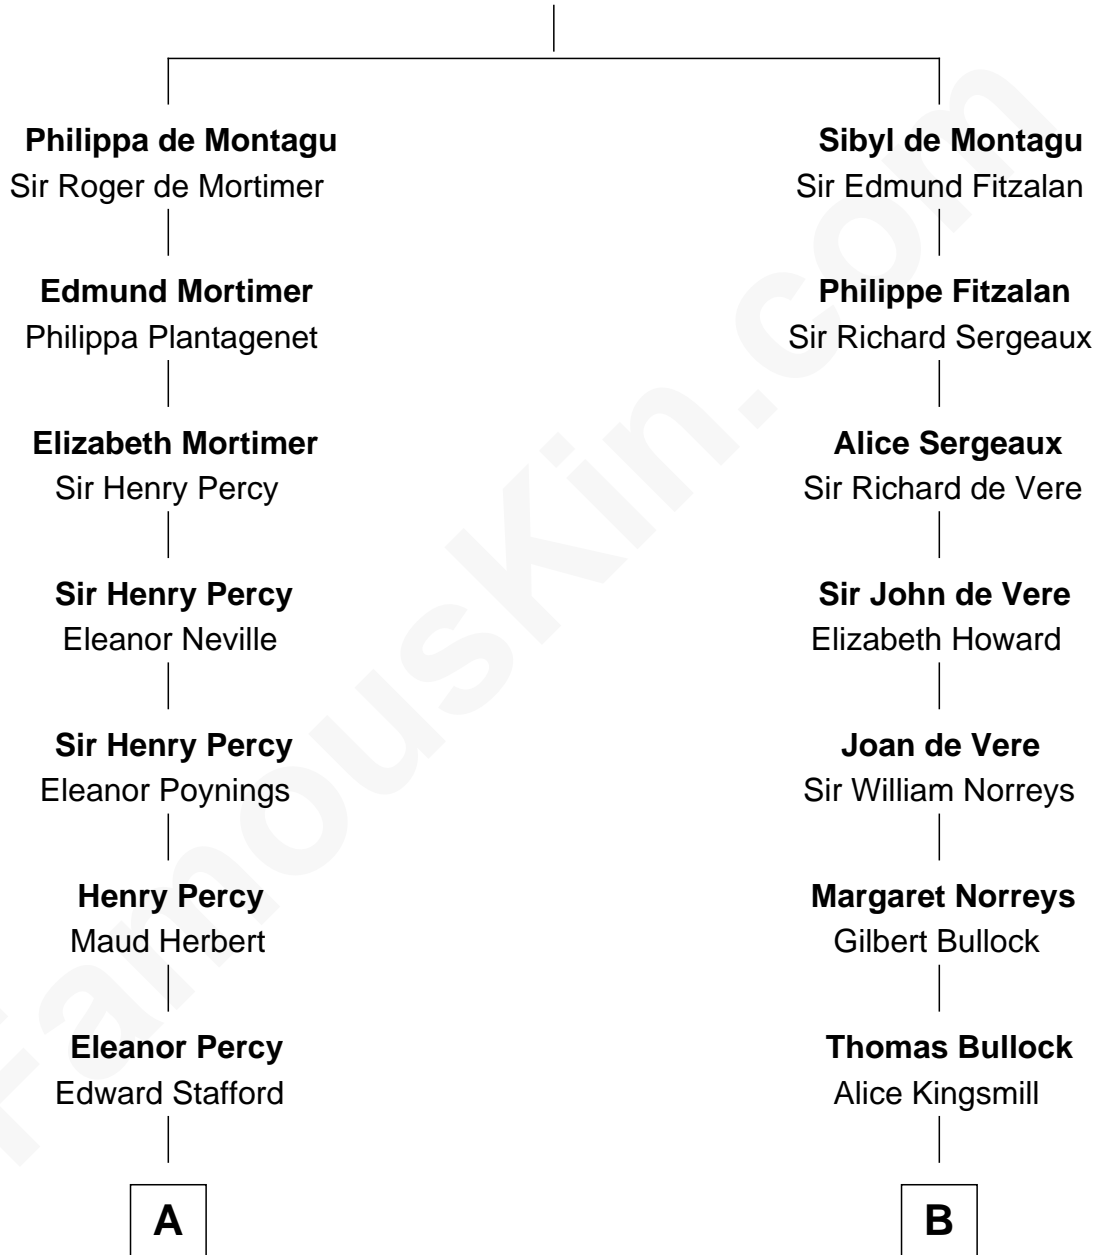 Philippa de Montagu
Sir Roger de Mortimer
Sibyl de Montagu
Sir Edmund Fitzalan
Edmund Mortimer
Philippa Plantagenet
Philippe Fitzalan
Sir Richard Sergeaux
Elizabeth Mortimer
Sir Henry Percy
Alice Sergeaux
Sir Richard de Vere
Sir Henry Percy
Eleanor Neville
Sir John de Vere
Elizabeth Howard
Sir Henry Percy
Eleanor Poynings
Joan de Vere
Sir William Norreys
Henry Percy
Maud Herbert
Margaret Norreys
Gilbert Bullock
Eleanor Percy
Edward Stafford
Thomas Bullock
Alice Kingsmill
A
B
FamousKin.com